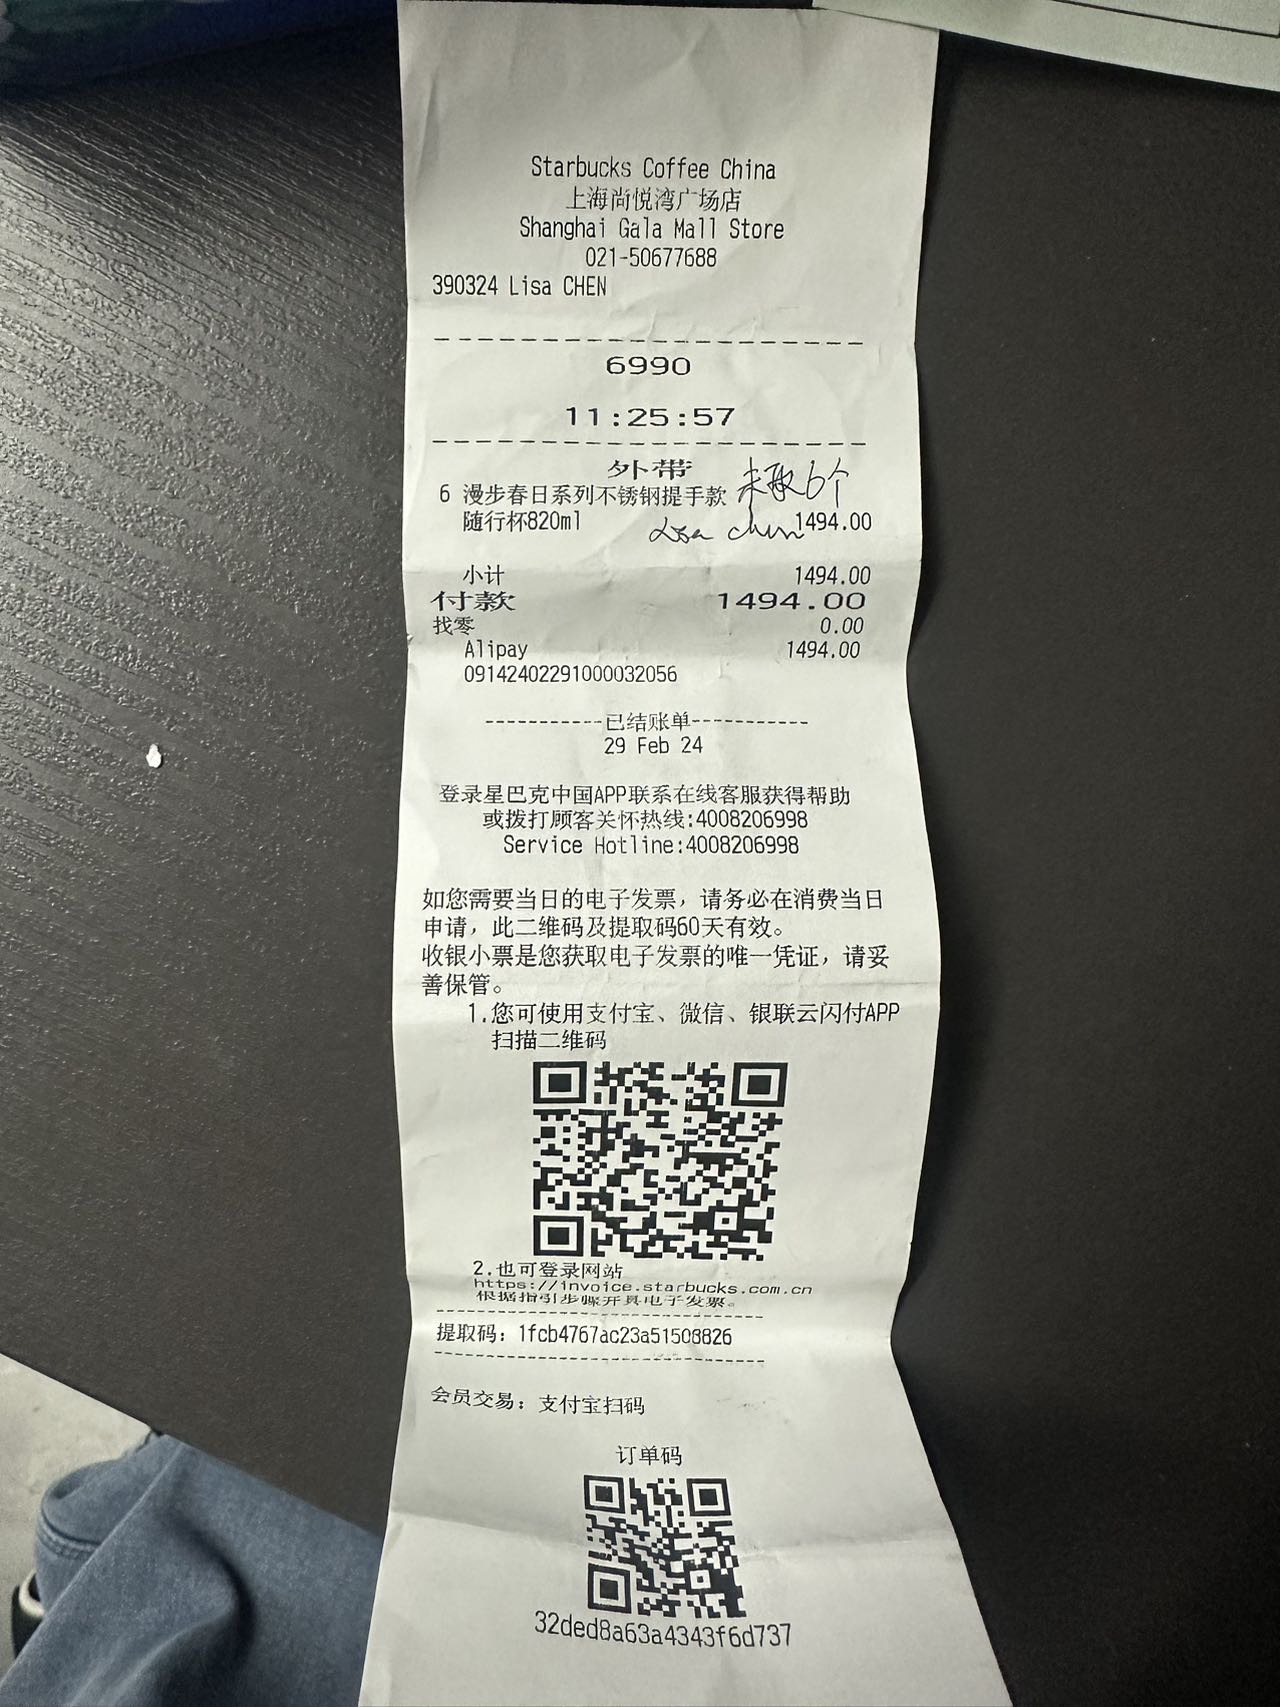 Starbucks Coffee China
上海尚悦湾广场店
Shanghai Gala Mall Store
021-50677688
390324 Lisa CHEN
6990
11:25:57
外带
未取6个
6 漫步春日系列不锈钢提手款
随行杯820ml 1494.00
Lisa chen
小计 1494.00
付款 1494.00
找零 0.00
Alipay 1494.00
09142402291000032056
-----------已结账单-----------
29 Feb 24
登录星巴克中国APP联系在线客服获得帮助
或拨打顾客关怀热线:4008206998
Service Hotline:4008206998
如您需要当日的电子发票，请务必在消费当日
申请，此二维码及提取码60天有效。
收银小票是您获取电子发票的唯一凭证，请妥
善保管。
1.您可使用支付宝、微信、银联云闪付APP
扫描二维码
2.也可登录网站
https://invoice.starbucks.com.cn
根据指引步骤开具电子发票。
提取码：1fcb4767ac23a51508826
会员交易：支付宝扫码
订单码
32ded8a63a4343f6d737